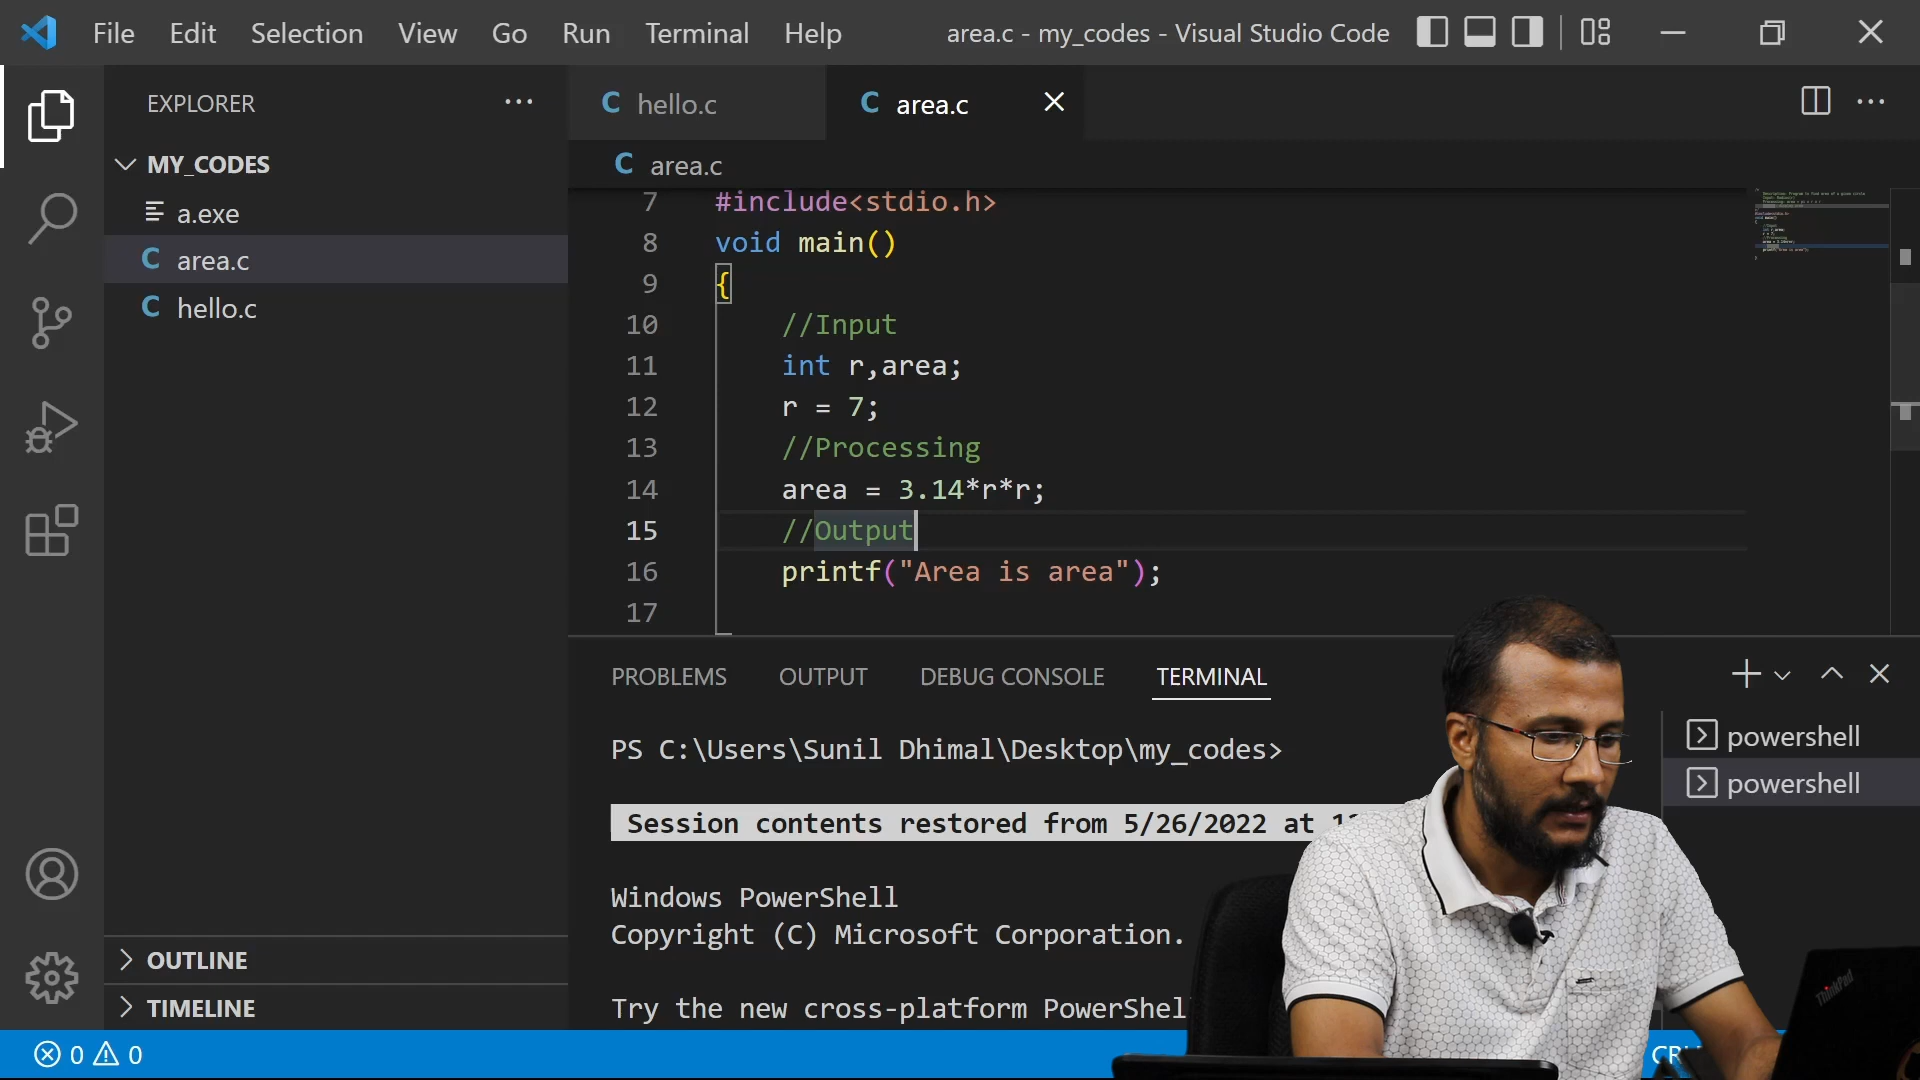 File Edit Selection View Go Run Terminal Help area.c - my_codes - Visual Studio Code
EXPLORER
MY_CODES
a.exe
C area.c
C hello.c
OUTLINE
TIMELINE
C hello.c C area.c
C area.c
7 #include<stdio.h>
8 void main()
9 {
10 //Input
11 int r,area;
12 r = 7;
13 //Processing
14 area = 3.14*r*r;
15 //Output
16 printf("Area is area");
17
PROBLEMS OUTPUT DEBUG CONSOLE TERMINAL
PS C:\Users\Sunil Dhimal\Desktop\my_codes>
Session contents restored from 5/26/2022 at
Windows PowerShell
Copyright (C) Microsoft Corporation.
Try the new cross-platform PowerShell
powershell
powershell
ThinkPad
0 0